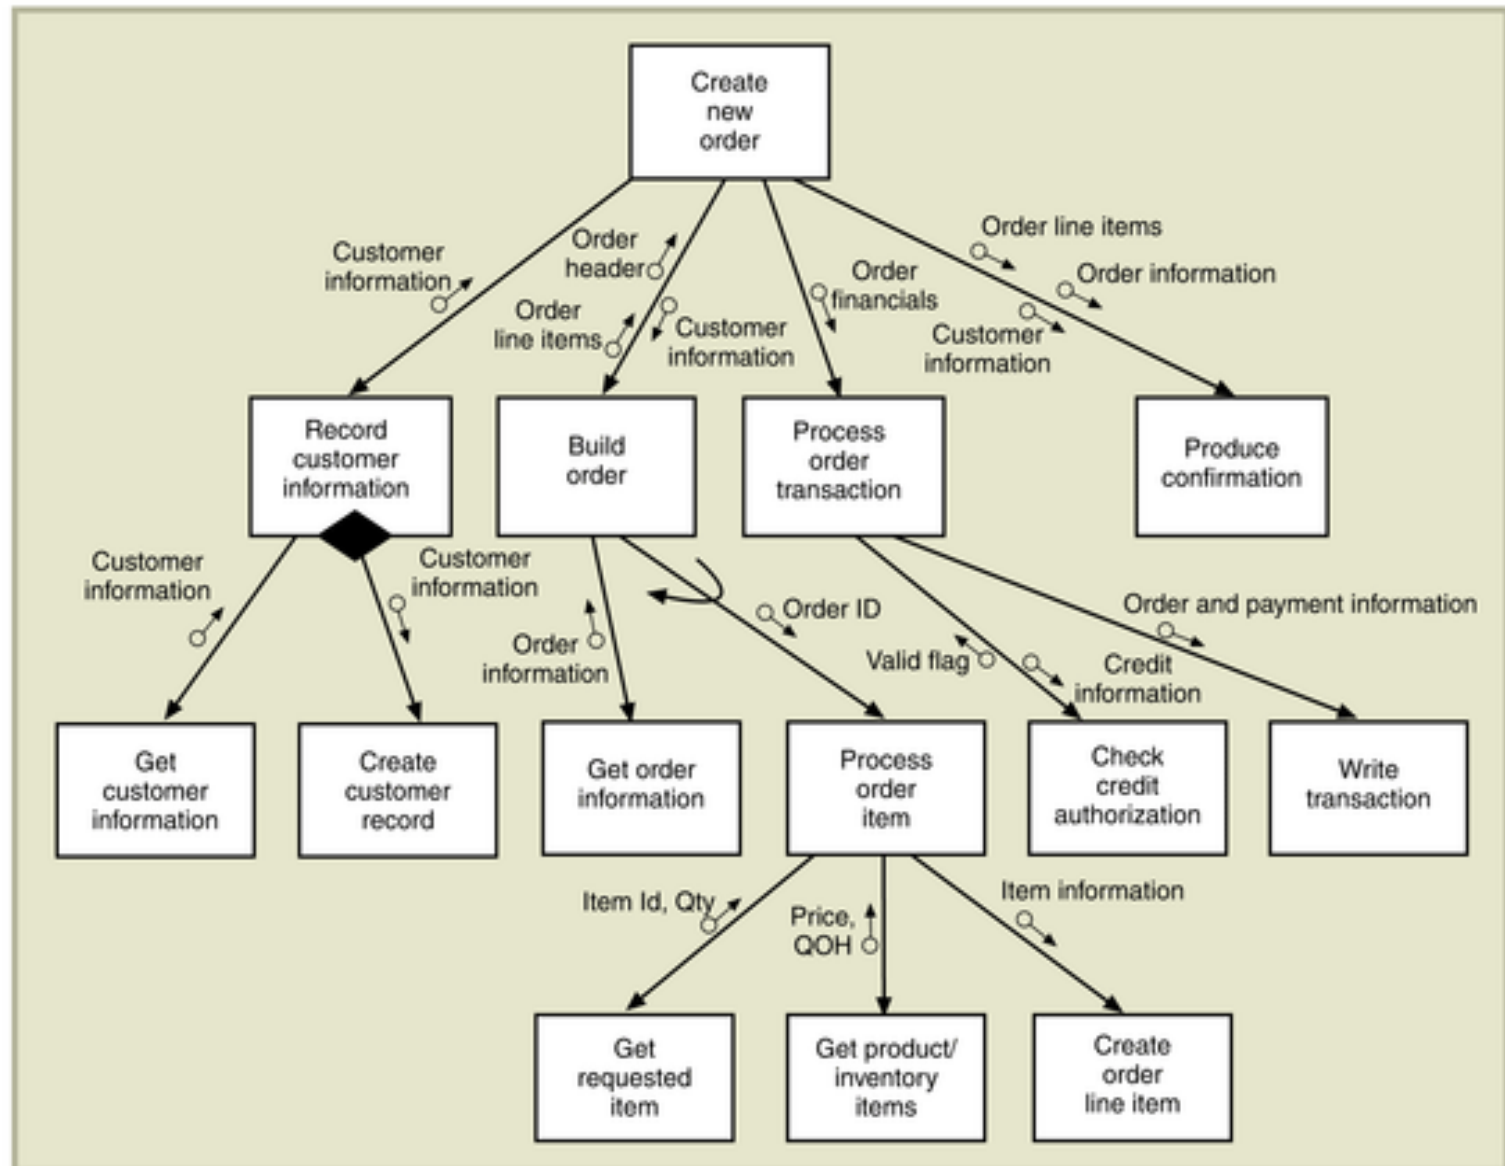 Create
new
order
Customer
information
Order
header
Order
line items
Customer
information
Order
financials
Order line items
Order information
Customer
information
Record
customer
information
Build
order
Process
order
transaction
Produce
confirmation
Customer
information
Customer
information
Order
information
Order ID
Valid flag
Credit
information
Order and payment information
Get
customer
information
Create
customer
record
Get order
information
Process
order
item
Check
credit
authorization
Write
transaction
Item Id, Qty
Price,
QOH
Item information
Get
requested
item
Get product/
inventory
items
Create
order
line item